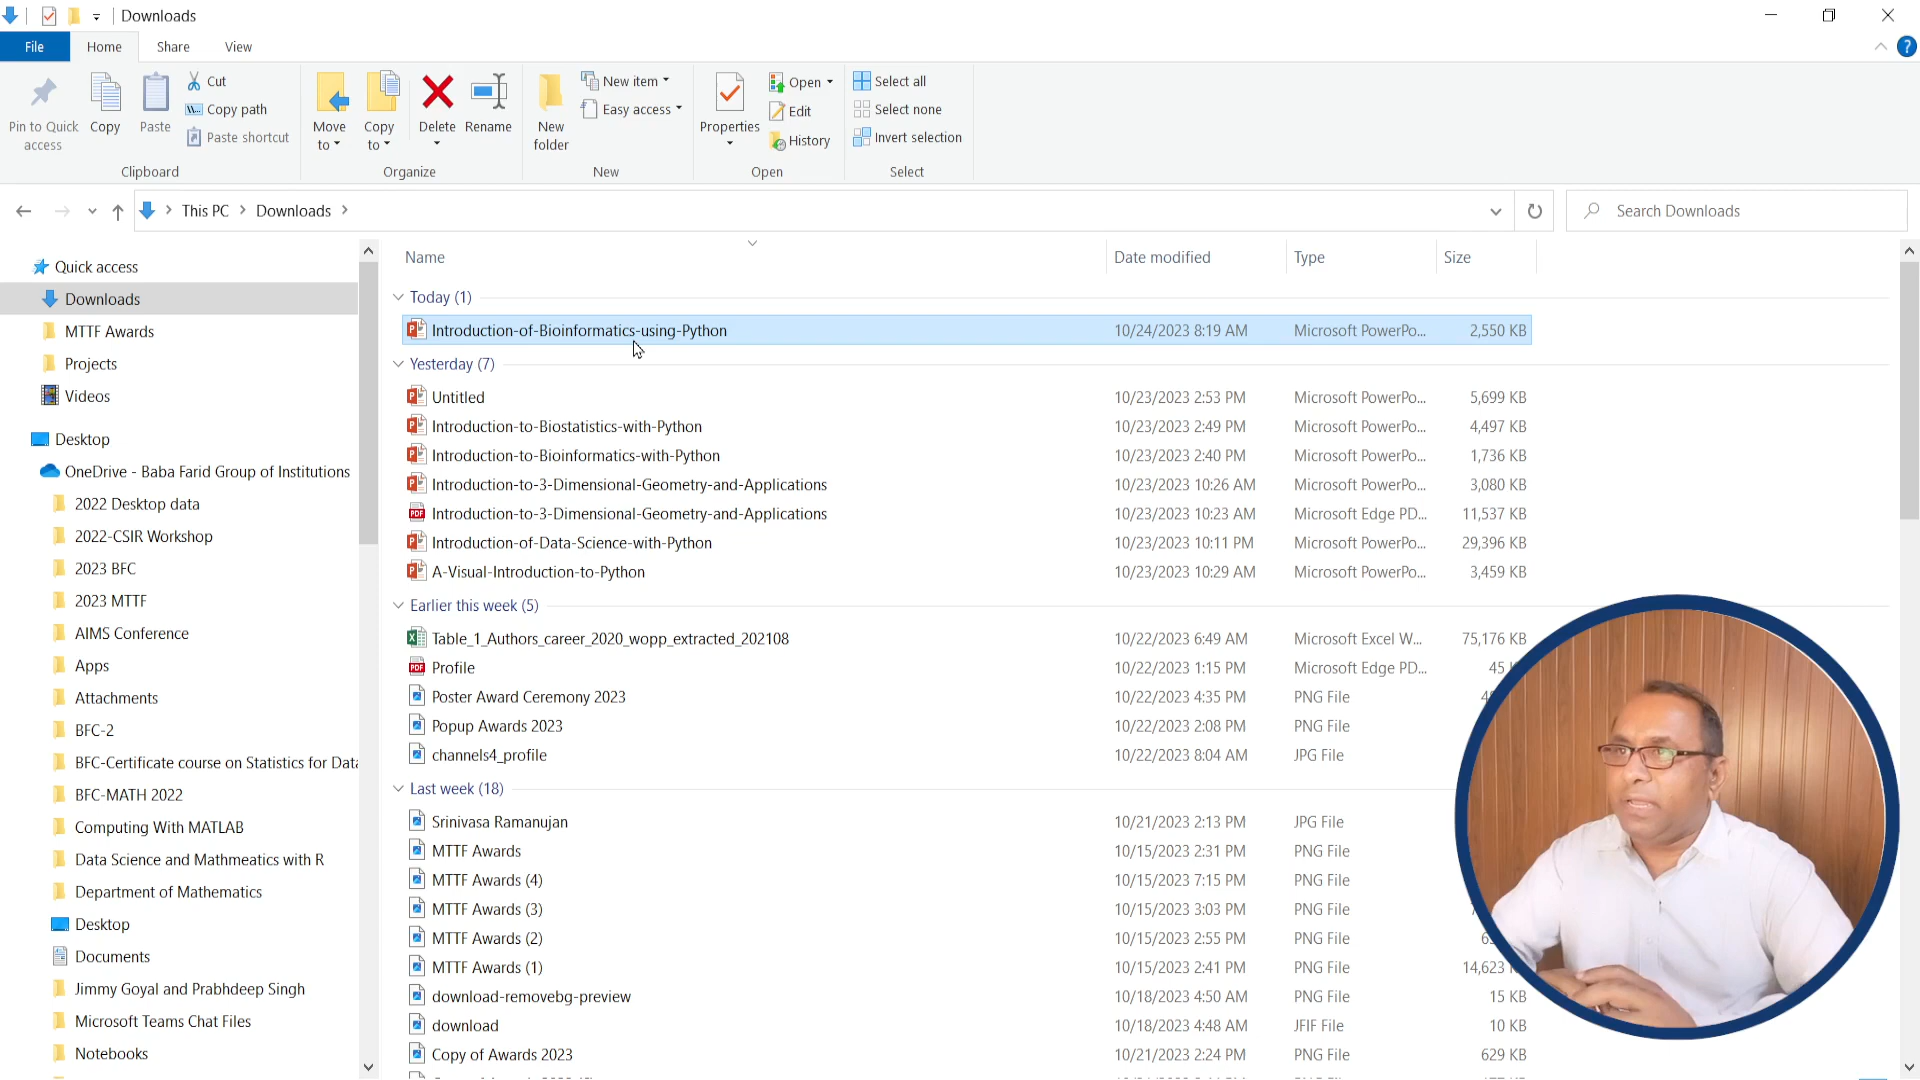 Downloads
File Home Share View
Pin to Quick access
Copy
Paste
Cut
Copy path
Paste shortcut
Clipboard
Move to
Copy to
Delete
Rename
Organize
New folder
New item
Easy access
New
Properties
Open
Edit
History
Open
Select all
Select none
Invert selection
Select
This PC Downloads
Search Downloads
Quick access
Downloads
MTTF Awards
Projects
Videos
Desktop
OneDrive - Baba Farid Group of Institutions
2022 Desktop data
2022-CSIR Workshop
2023 BFC
2023 MTTF
AIMS Conference
Apps
Attachments
BFC-2
BFC-Certificate course on Statistics for Data
BFC-MATH 2022
Computing With MATLAB
Data Science and Mathmeatics with R
Department of Mathematics
Desktop
Documents
Jimmy Goyal and Prabhdeep Singh
Microsoft Teams Chat Files
Notebooks
Name Date modified Type Size
Today (1)
Introduction-of-Bioinformatics-using-Python 10/24/2023 8:19 AM Microsoft PowerPo... 2,550 KB
Yesterday (7)
Untitled 10/23/2023 2:53 PM Microsoft PowerPo... 5,699 KB
Introduction-to-Biostatistics-with-Python 10/23/2023 2:49 PM Microsoft PowerPo... 4,497 KB
Introduction-to-Bioinformatics-with-Python 10/23/2023 2:40 PM Microsoft PowerPo... 1,736 KB
Introduction-to-3-Dimensional-Geometry-and-Applications 10/23/2023 10:26 AM Microsoft PowerPo... 3,080 KB
Introduction-to-3-Dimensional-Geometry-and-Applications 10/23/2023 10:23 AM Microsoft Edge PD... 11,537 KB
Introduction-of-Data-Science-with-Python 10/23/2023 10:11 PM Microsoft PowerPo... 29,396 KB
A-Visual-Introduction-to-Python 10/23/2023 10:29 AM Microsoft PowerPo... 3,459 KB
Earlier this week (5)
Table_1_Authors_career_2020_wopp_extracted_202108 10/22/2023 6:49 AM Microsoft Excel W... 75,176 KB
Profile 10/22/2023 1:15 PM Microsoft Edge PD... 45
Poster Award Ceremony 2023 10/22/2023 4:35 PM PNG File
Popup Awards 2023 10/22/2023 2:08 PM PNG File
channels4_profile 10/22/2023 8:04 AM JPG File
Last week (18)
Srinivasa Ramanujan 10/21/2023 2:13 PM JPG File
MTTF Awards 10/15/2023 2:31 PM PNG File
MTTF Awards (4) 10/15/2023 7:15 PM PNG File
MTTF Awards (3) 10/15/2023 3:03 PM PNG File
MTTF Awards (2) 10/15/2023 2:55 PM PNG File
MTTF Awards (1) 10/15/2023 2:41 PM PNG File 14,623
download-removebg-preview 10/18/2023 4:50 AM PNG File 15 KB
download 10/18/2023 4:48 AM JFIF File 10 KB
Copy of Awards 2023 10/21/2023 2:24 PM PNG File 629 KB